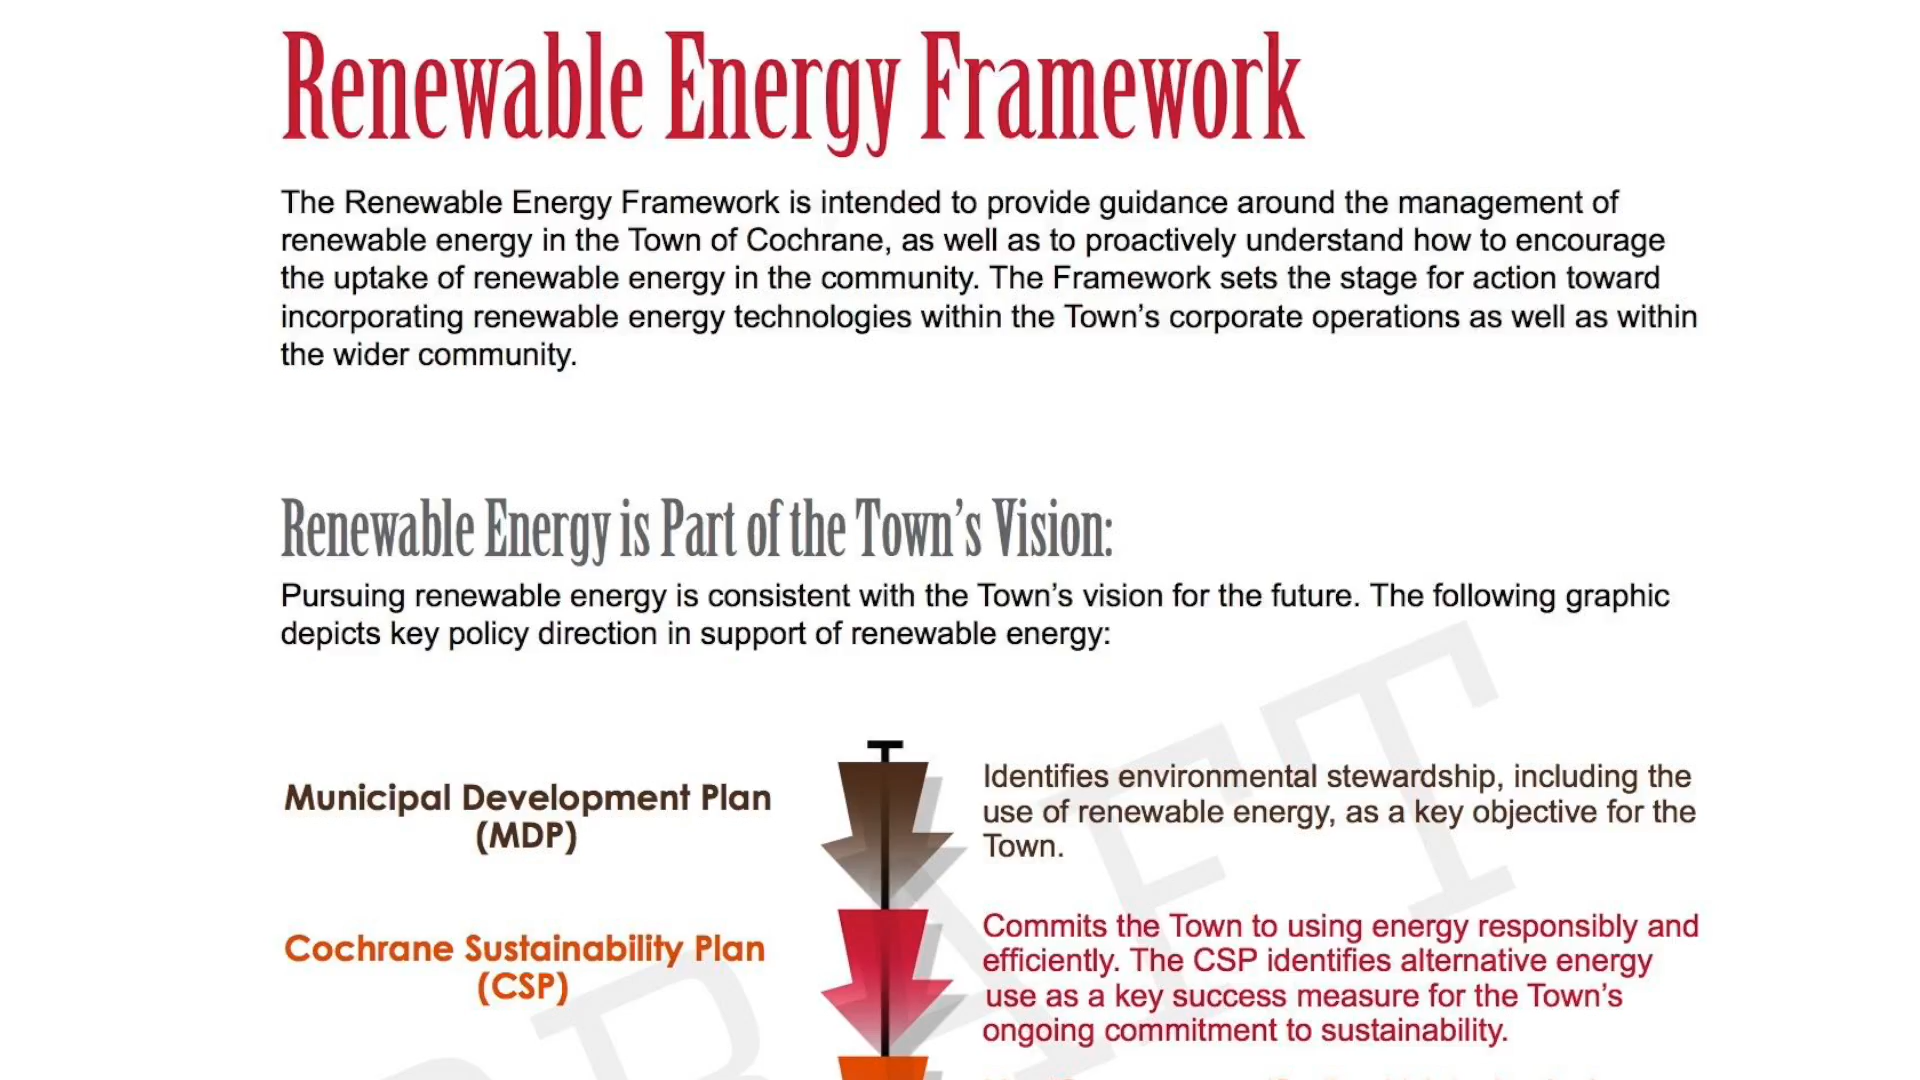 Renewable Energy Framework
The Renewable Energy Framework is intended to provide guidance around the management of
renewable energy in the Town of Cochrane, as well as to proactively understand how to encourage
the uptake of renewable energy in the community. The Framework sets the stage for action toward
incorporating renewable energy technologies within the Town’s corporate operations as well as within
the wider community.
Renewable Energy is Part of the Town’s Vision:
Pursuing renewable energy is consistent with the Town’s vision for the future. The following graphic
depicts key policy direction in support of renewable energy:
Municipal Development Plan
(MDP)
Identifies environmental stewardship, including the
use of renewable energy, as a key objective for the
Town.
Cochrane Sustainability Plan
(CSP)
Commits the Town to using energy responsibly and
efficiently. The CSP identifies alternative energy
use as a key success measure for the Town’s
ongoing commitment to sustainability.
DRAFT